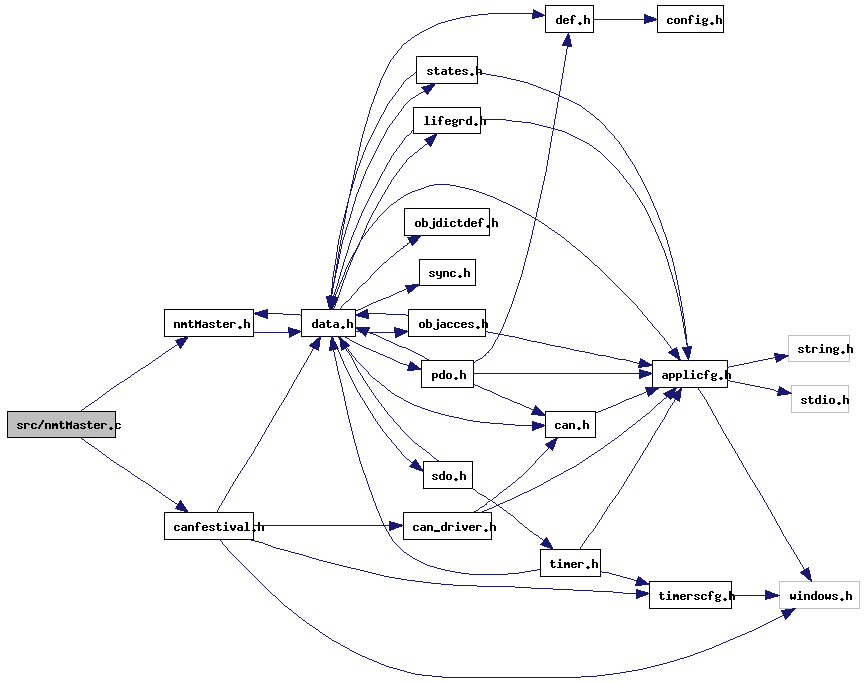 def.h
config.h
states.h
lifegrd.h
objdictdef.h
sync.h
nmtMaster.h
data.h
objacces.h
string.h
pdo.h
applicfg.h
stdio.h
src/nmtMaster.c
can.h
sdo.h
canfestival.h
can_driver.h
timer.h
timerscfg.h
windows.h